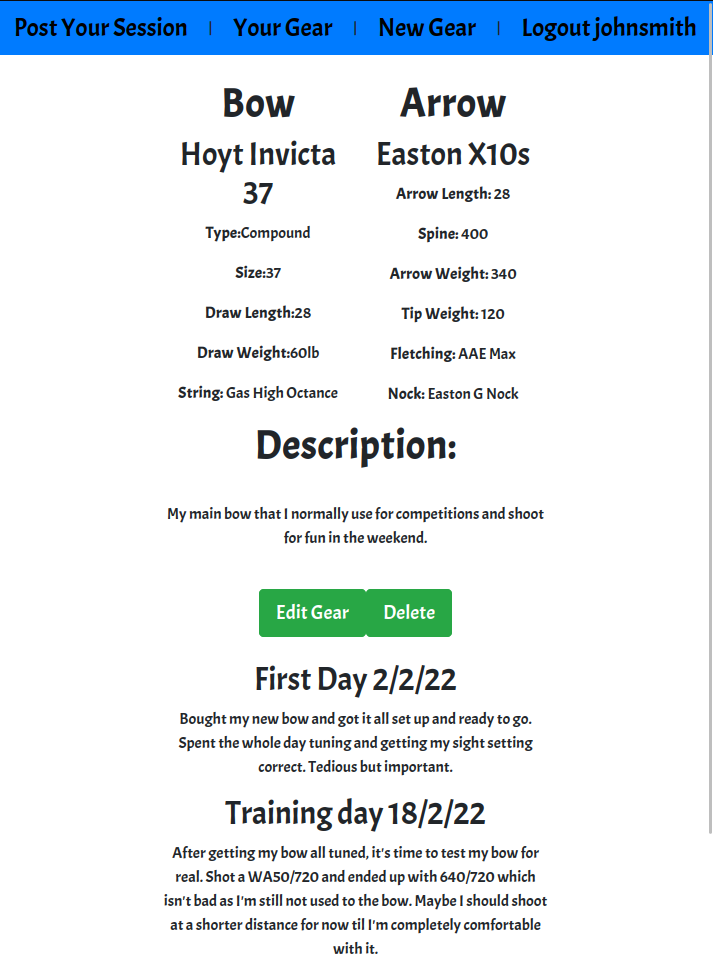 Post Your Session | Your Gear | New Gear | Logout johnsmith
Bow
Hoyt Invicta
37
Type:Compound
Size:37
Draw Length:28
Draw Weight:60lb
String: Gas High Octance
Arrow
Easton X10s
Arrow Length: 28
Spine: 400
Arrow Weight: 340
Tip Weight: 120
Fletching: AAE Max
Nock: Easton G Nock
Description:
My main bow that I normally use for competitions and shoot
for fun in the weekend.
Edit Gear Delete
First Day 2/2/22
Bought my new bow and got it all set up and ready to go.
Spent the whole day tuning and getting my sight setting
correct. Tedious but important.
Training day 18/2/22
After getting my bow all tuned, it's time to test my bow for
real. Shot a WA50/720 and ended up with 640/720 which
isn't bad as I'm still not used to the bow. Maybe I should shoot
at a shorter distance for now til I'm completely comfortable
with it.